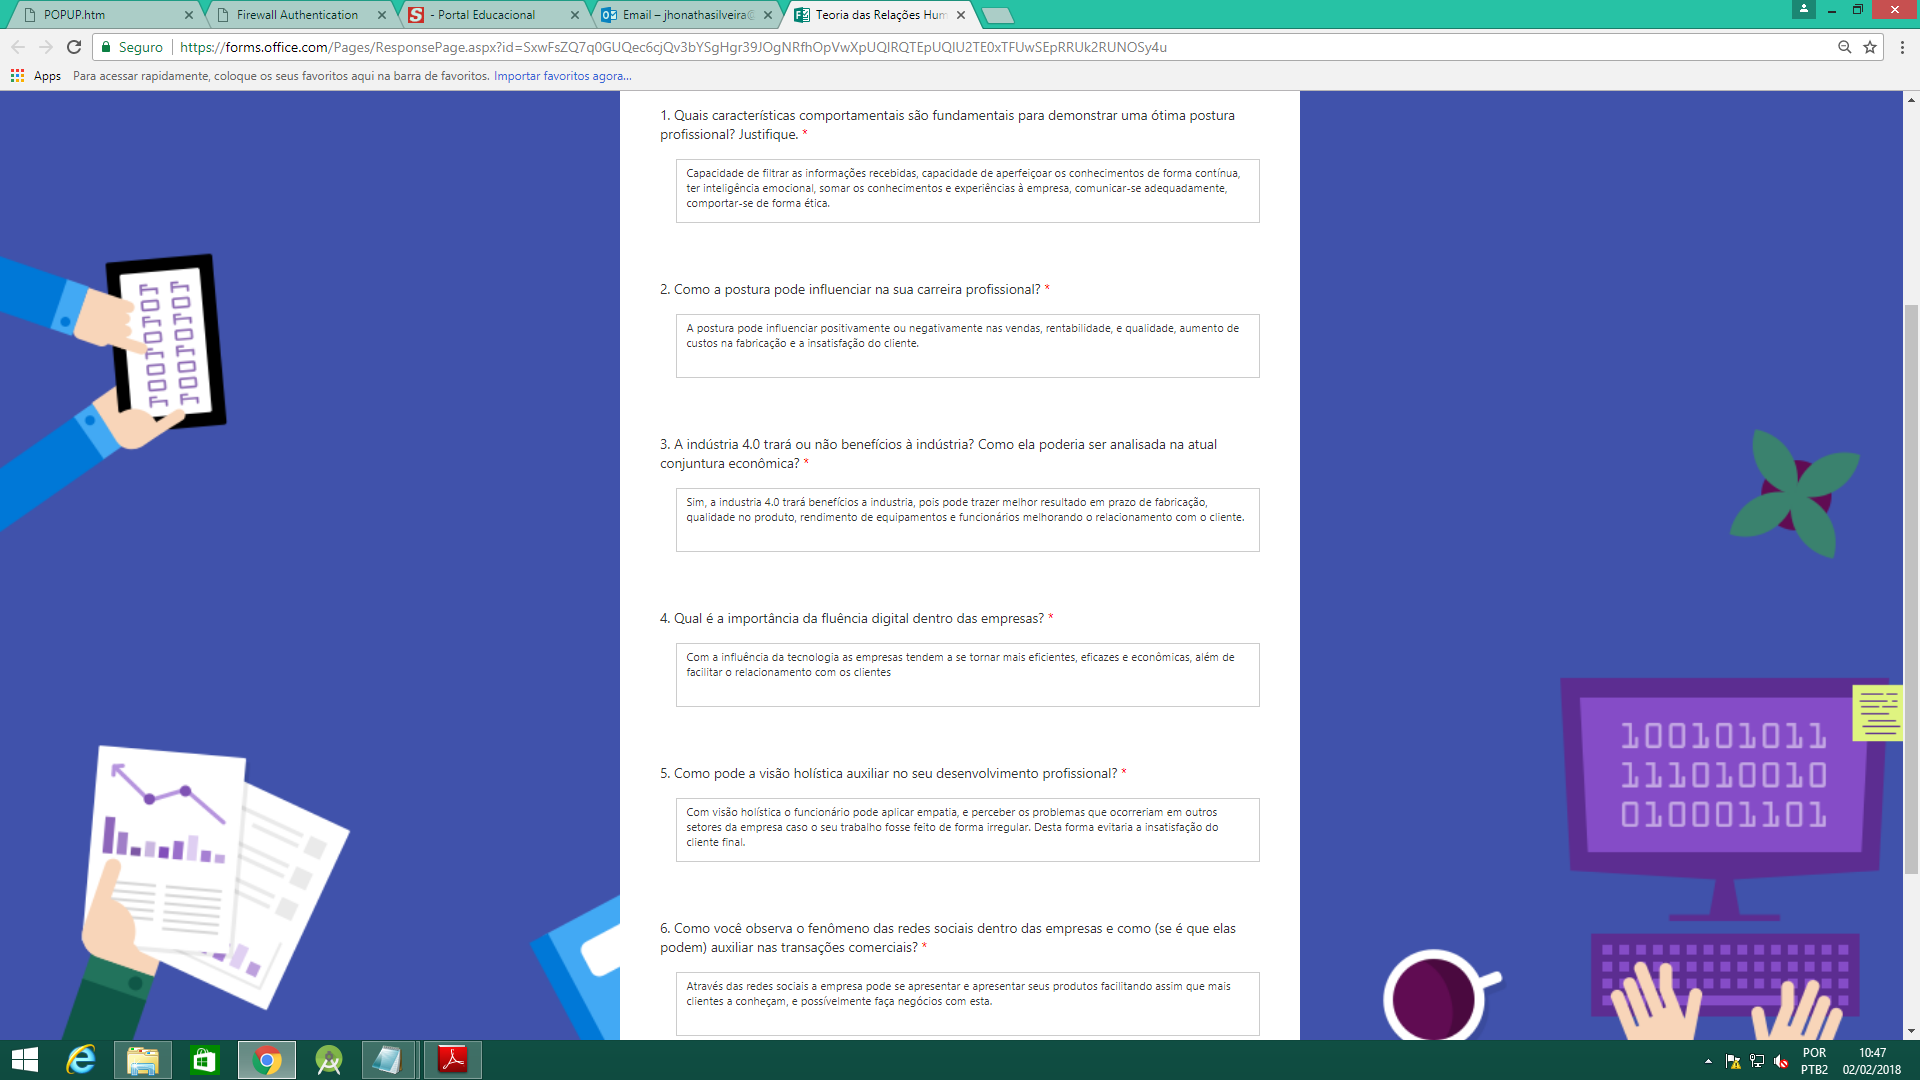 POPUP.htm
Firewall Authentication
- Portal Educacional
Email – jhonathasilveira@
Teoria das Relações Hum
Seguro
https://forms.office.com/Pages/ResponsePage.aspx?id=SxwFsZQ7q0GUQec6cjQv3bYSgHgr39JOgNRfhOpVwXpUQlRQTEpUQlU2TE0xTFUwSEpRRUk2RUNOSy4u
Apps
Para acessar rapidamente, coloque os seus favoritos aqui na barra de favoritos. Importar favoritos agora...
1. Quais características comportamentais são fundamentais para demonstrar uma ótima postura
profissional? Justifique. *
Capacidade de filtrar as informações recebidas, capacidade de aperfeiçoar os conhecimentos de forma contínua,
ter inteligência emocional, somar os conhecimentos e experiências à empresa, comunicar-se adequadamente,
comportar-se de forma ética.
2. Como a postura pode influenciar na sua carreira profissional? *
A postura pode influenciar positivamente ou negativamente nas vendas, rentabilidade, e qualidade, aumento de
custos na fabricação e a insatisfação do cliente.
3. A indústria 4.0 trará ou não benefícios à indústria? Como ela poderia ser analisada na atual
conjuntura econômica? *
Sim, a industria 4.0 trará benefícios a industria, pois pode trazer melhor resultado em prazo de fabricação,
qualidade no produto, rendimento de equipamentos e funcionários melhorando o relacionamento com o cliente.
4. Qual é a importância da fluência digital dentro das empresas? *
Com a influência da tecnologia as empresas tendem a se tornar mais eficientes, eficazes e econômicas, além de
facilitar o relacionamento com os clientes
5. Como pode a visão holística auxiliar no seu desenvolvimento profissional? *
Com visão holística o funcionário pode aplicar empatia, e perceber os problemas que ocorreriam em outros
setores da empresa caso o seu trabalho fosse feito de forma irregular. Desta forma evitaria a insatisfação do
cliente final.
6. Como você observa o fenômeno das redes sociais dentro das empresas e como (se é que elas
podem) auxiliar nas transações comerciais? *
Através das redes sociais a empresa pode se apresentar e apresentar seus produtos facilitando assim que mais
clientes a conheçam, e possívelmente faça negócios com esta.
100101011
111010010
010001101
POR
PTB2
10:47
02/02/2018